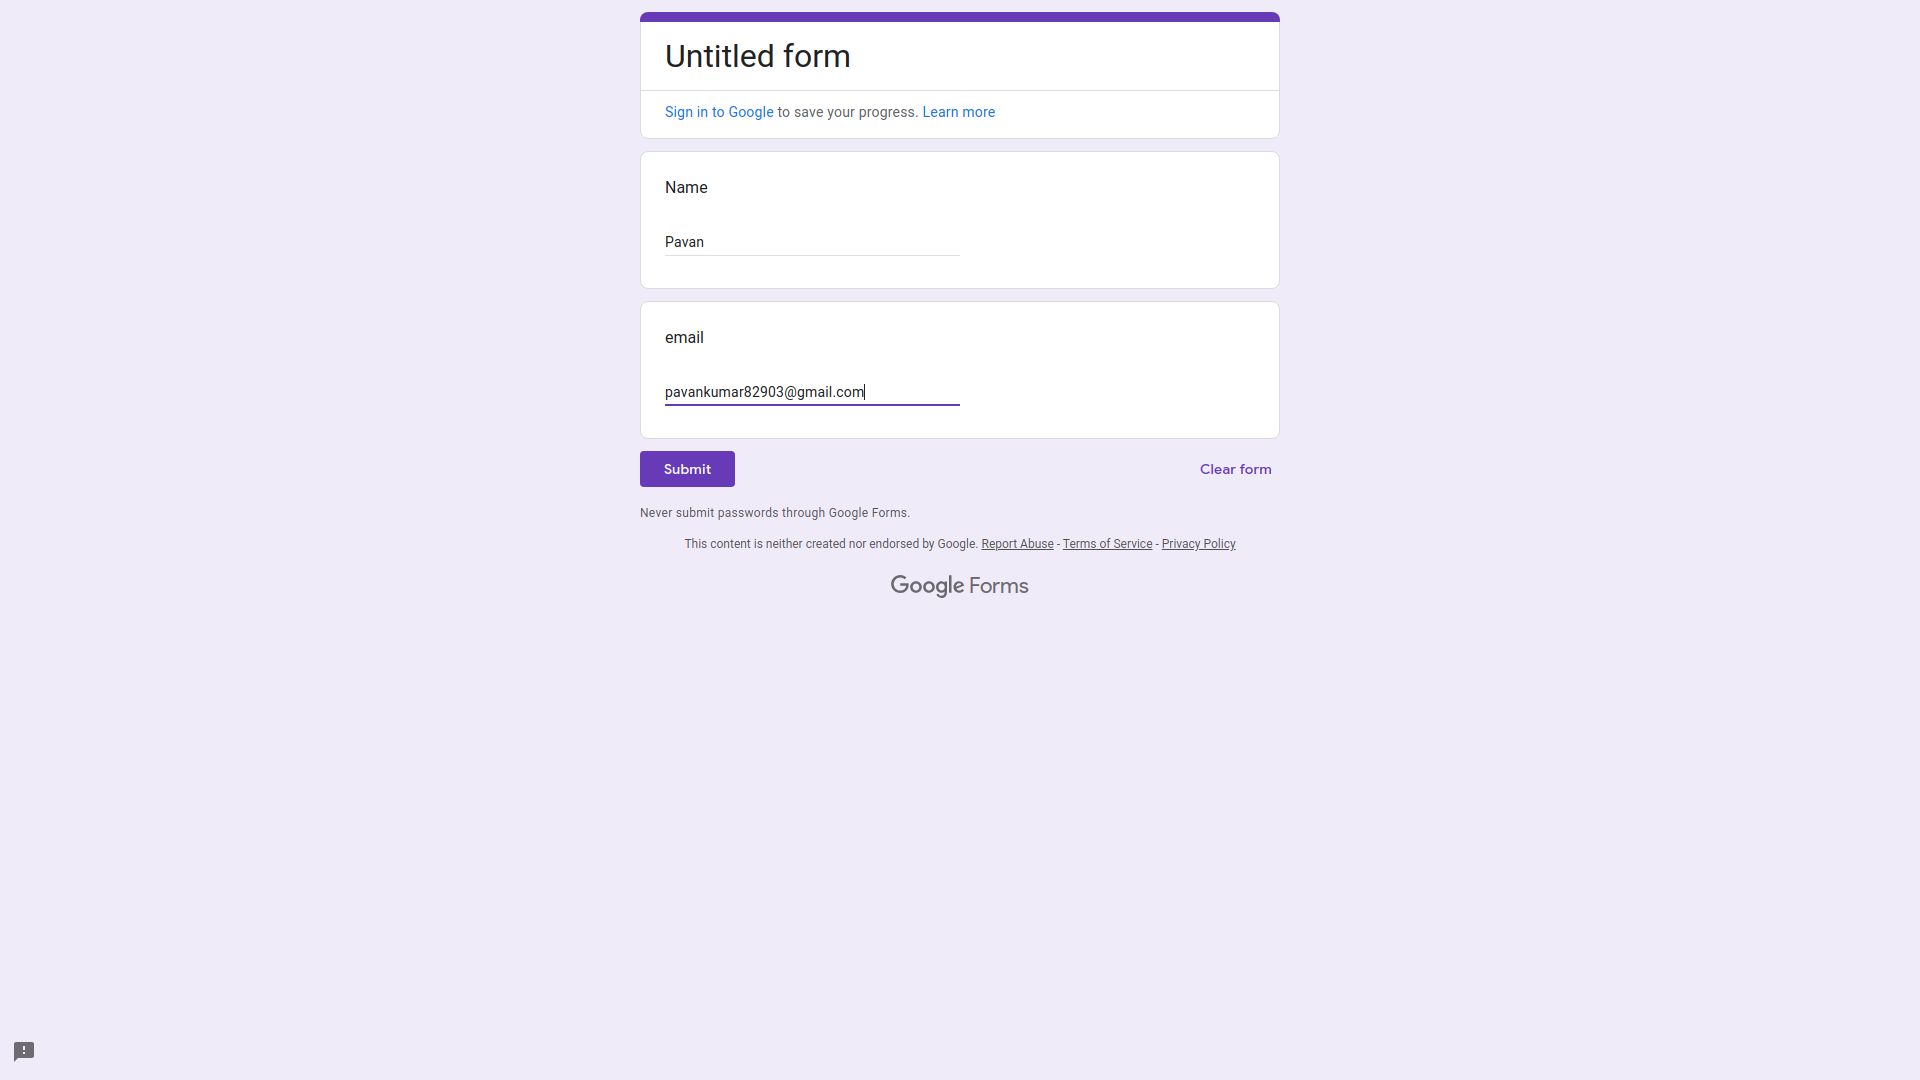 Untitled form
Sign in to Google to save your progress. Learn more
Name
Pavan
email
pavankumar82903@gmail.com
Submit
Clear form
Never submit passwords through Google Forms.
This content is neither created nor endorsed by Google. Report Abuse - Terms of Service - Privacy Policy
Google Forms